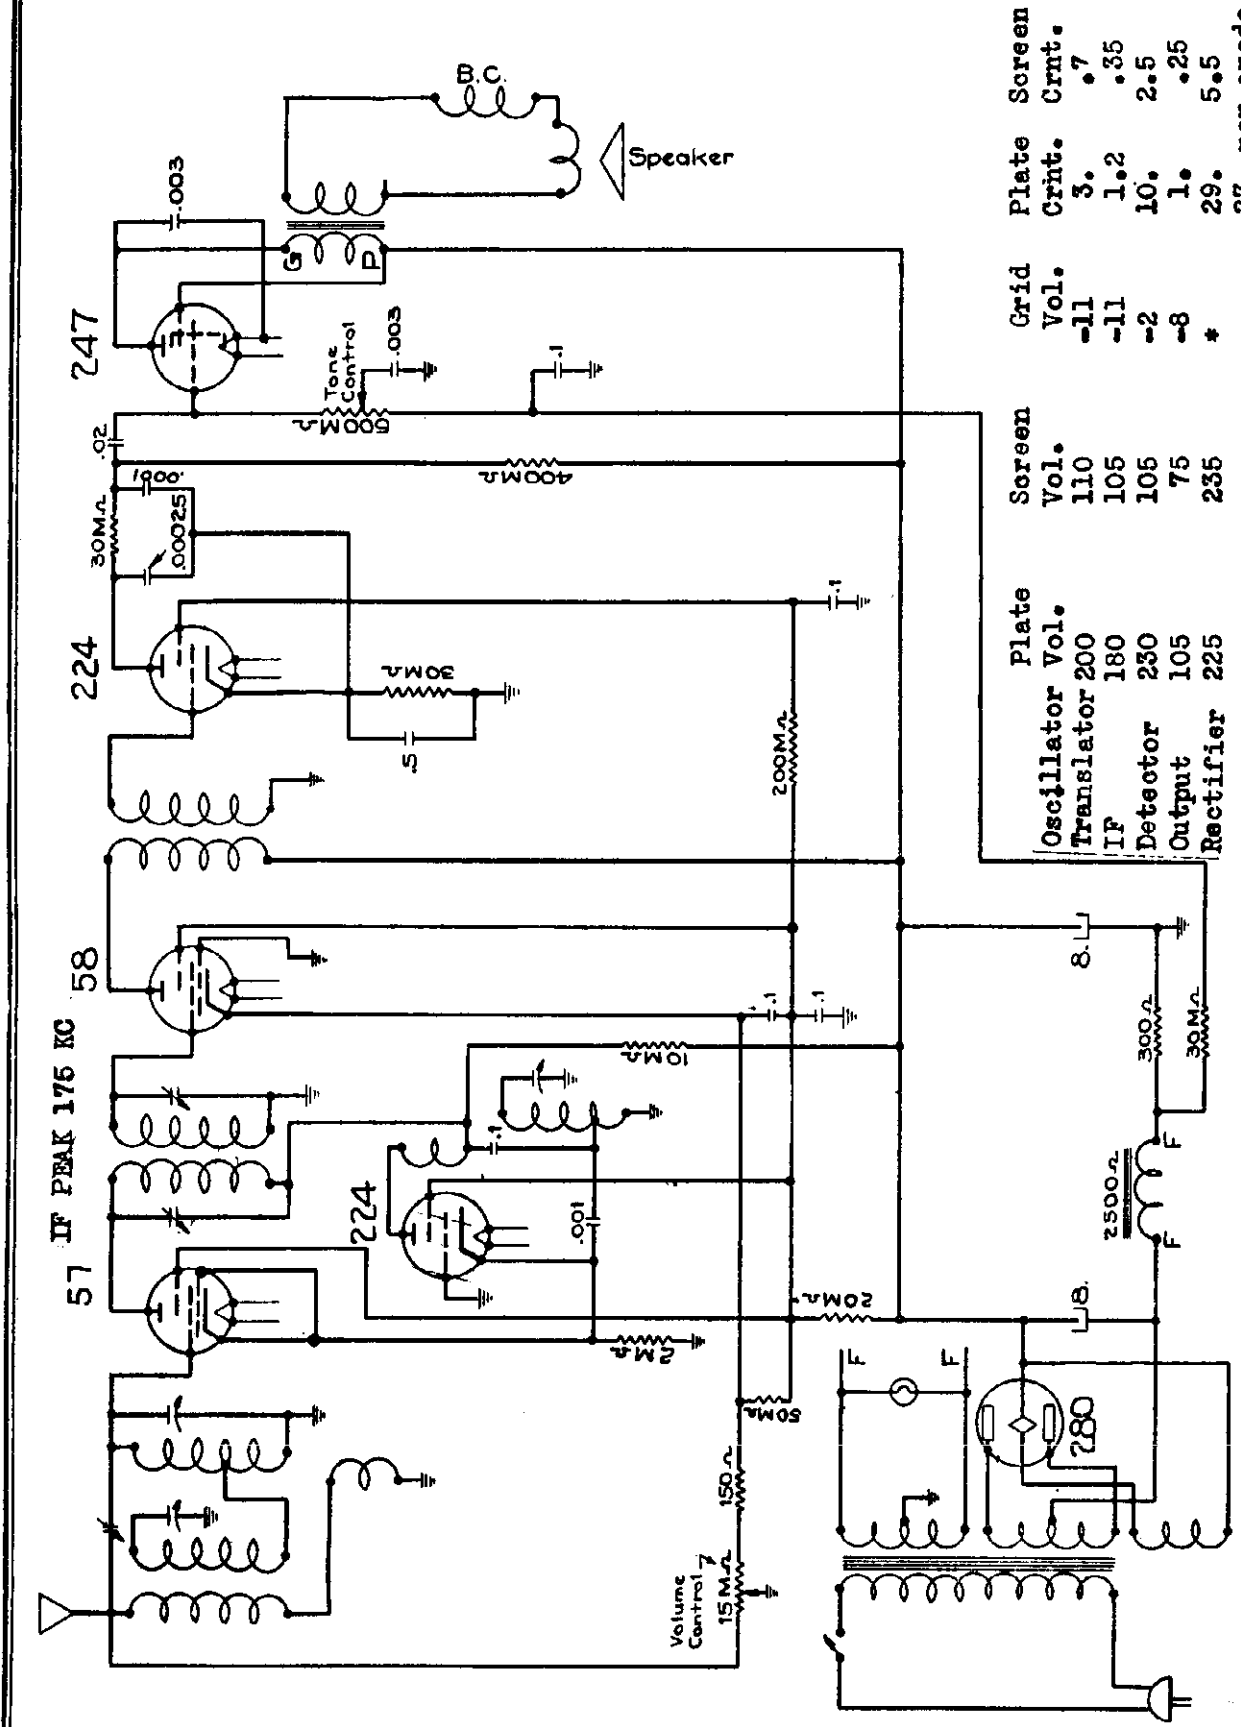 IF PEAK 175 KC
57
58
224
247
224
280
30MΩ
.0001
.00025
.02
.003
G
P
B.C.
Speaker
Tone
Control
500MΩ
.003
.1
400MΩ
30MΩ
.5
.1
200MΩ
.1
.1
10MΩ
.1
.001
2MΩ
20MΩ
50MΩ
150Ω
Volume
Control
15MΩ
F
F
8.
8.
2500Ω
F
F
300Ω
30MΩ
Plate Screen Grid Plate Screen
Oscillator Vol. Vol. Vol. Crnt. Crnt.
Translator 200 110 -11 3. .7
IF 180 105 -11 1.2 .35
Detector 230 105 -2 10. 2.5
Output 105 75 -8 1. .25
Rectifier 225 235 * 29. 5.5